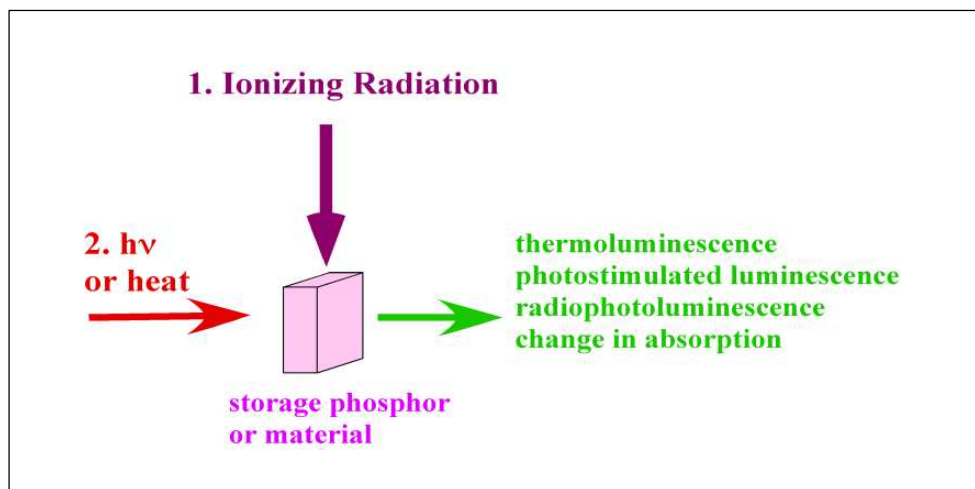 1. Ionizing Radiation
2. hν
or heat
thermoluminescence
photostimulated luminescence
radiophotoluminescence
change in absorption
storage phosphor
or material